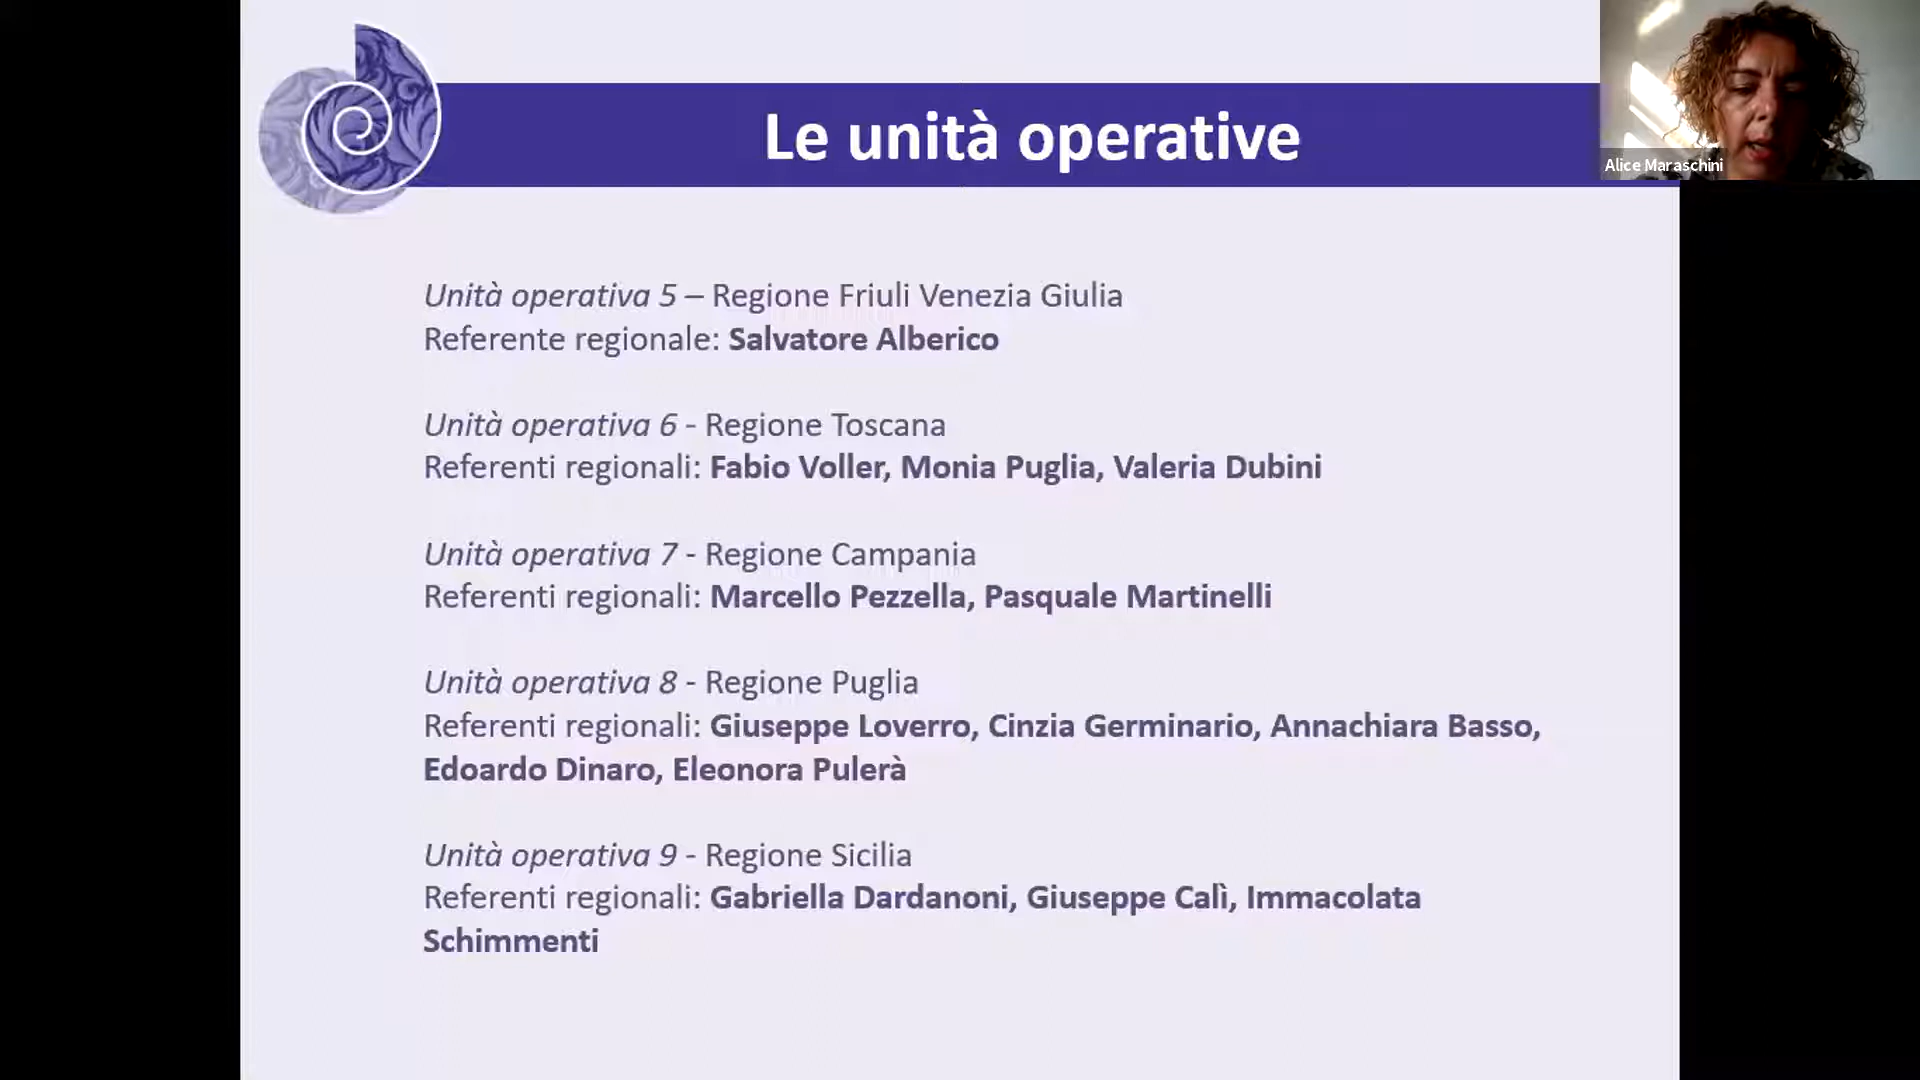 Le unità operative
Alice Maraschini
Unità operativa 5 – Regione Friuli Venezia Giulia
Referente regionale: Salvatore Alberico
Unità operativa 6 - Regione Toscana
Referenti regionali: Fabio Voller, Monia Puglia, Valeria Dubini
Unità operativa 7 - Regione Campania
Referenti regionali: Marcello Pezzella, Pasquale Martinelli
Unità operativa 8 - Regione Puglia
Referenti regionali: Giuseppe Loverro, Cinzia Germinario, Annachiara Basso,
Edoardo Dinaro, Eleonora Pulerà
Unità operativa 9 - Regione Sicilia
Referenti regionali: Gabriella Dardanoni, Giuseppe Calì, Immacolata
Schimmenti